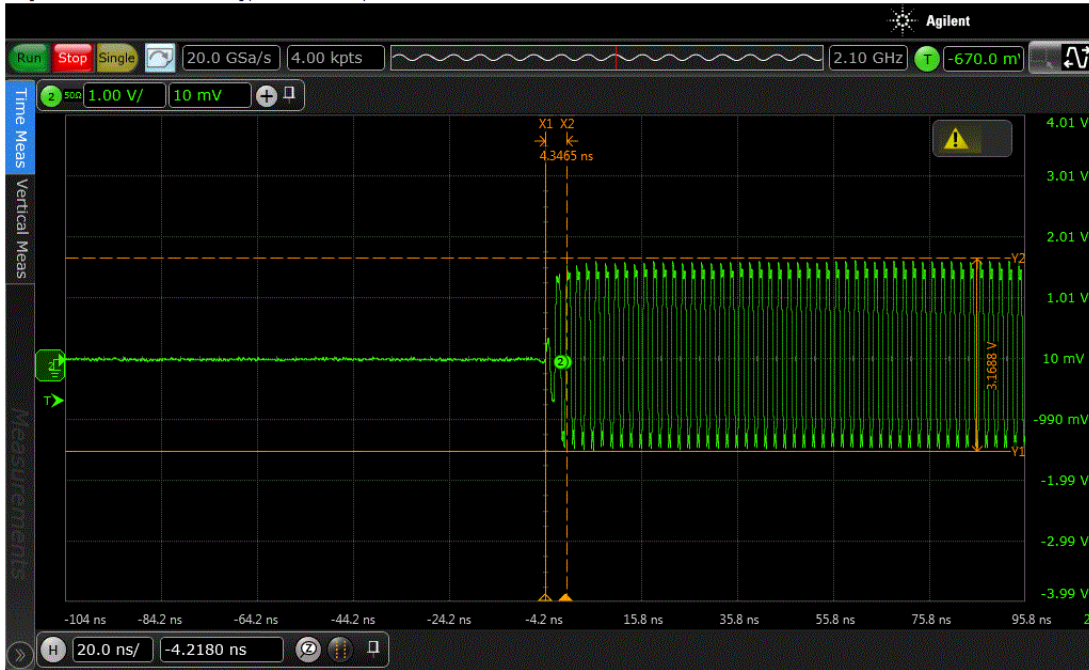 Agilent
Run Stop Single 20.0 GSa/s 4.00 kpts 2.10 GHz T -670.0 m
2 50Ω 1.00 V/ 10 mV
Time Meas
Vertical Meas
Measurements
X1 X2
4.3465 ns
4.01 V
3.01 V
2.01 V
Y2
1.01 V
2
10 mV
3.1688 V
T
-990 mV
Y1
-1.99 V
-2.99 V
-3.99 V
-104 ns -84.2 ns -64.2 ns -44.2 ns -24.2 ns -4.2 ns 15.8 ns 35.8 ns 55.8 ns 75.8 ns 95.8 ns
H 20.0 ns/ -4.2180 ns Z